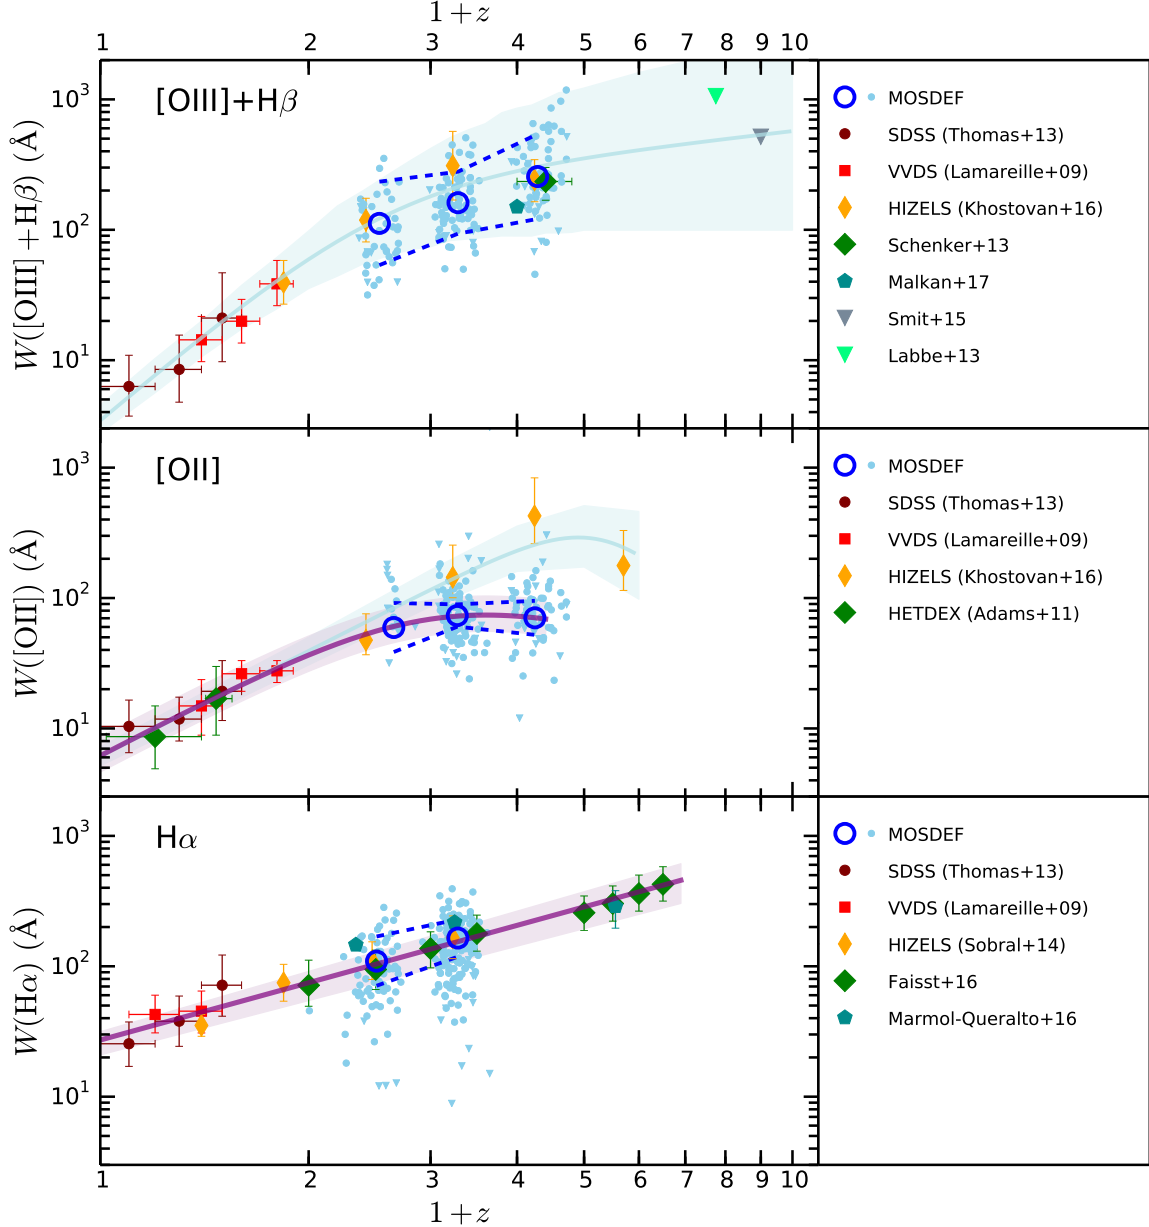 1+z
1 2 3 4 5 6 7 8 9 10
[OIII]+Hβ
W([OIII]+Hβ) (Å)
10³
10²
10¹
MOSDEF
SDSS (Thomas+13)
VVDS (Lamareille+09)
HIZELS (Khostovan+16)
Schenker+13
Malkan+17
Smit+15
Labbe+13
[OII]
W([OII]) (Å)
10³
10²
10¹
MOSDEF
SDSS (Thomas+13)
VVDS (Lamareille+09)
HIZELS (Khostovan+16)
HETDEX (Adams+11)
Hα
W(Hα) (Å)
10³
10²
10¹
MOSDEF
SDSS (Thomas+13)
VVDS (Lamareille+09)
HIZELS (Sobral+14)
Faisst+16
Marmol-Queralto+16
1 2 3 4 5 6 7 8 9 10
1+z